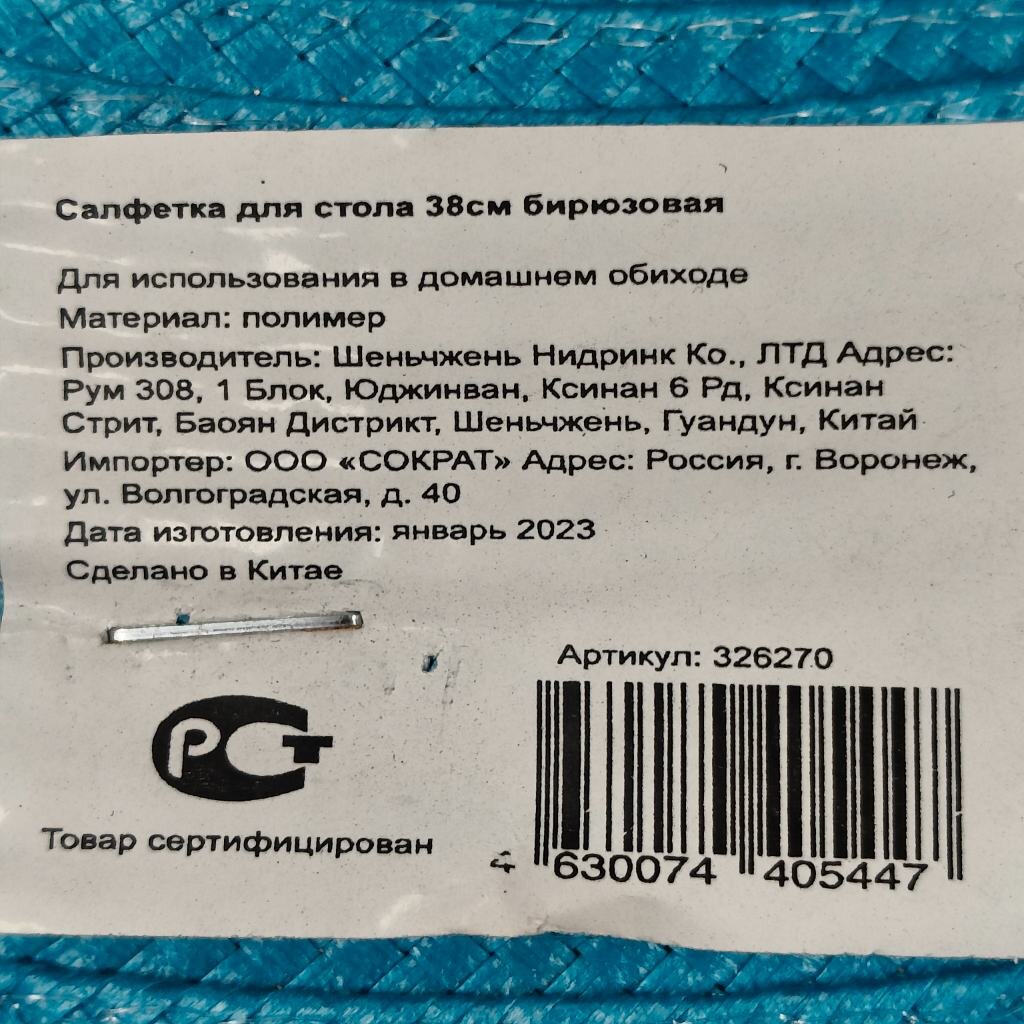 Салфетка для стола 38см бирюзовая
Для использования в домашнем обиходе
Материал: полимер
Производитель: Шеньчжень Нидринк Ко., ЛТД Адрес:
Рум 308, 1 Блок, Юджинван, Ксинан 6 Рд, Ксинан
Стрит, Баоян Дистрикт, Шеньчжень, Гуандун, Китай
Импортер: ООО «СОКРАТ» Адрес: Россия, г. Воронеж,
ул. Волгоградская, д. 40
Дата изготовления: январь 2023
Сделано в Китае
Артикул: 326270
РСТ
Товар сертифицирован
4 630074 405447